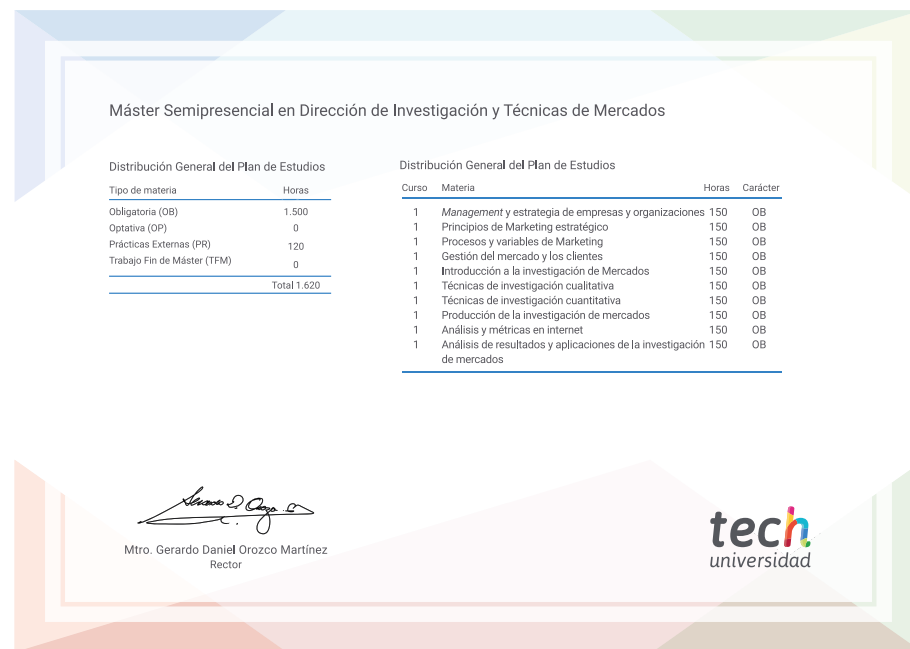 Máster Semipresencial en Dirección de Investigación y Técnicas de Mercados
Distribución General del Plan de Estudios
Tipo de materia Horas
Obligatoria (OB) 1.500
Optativa (OP) 0
Prácticas Externas (PR) 120
Trabajo Fin de Máster (TFM) 0
Total 1.620
Distribución General del Plan de Estudios
Curso Materia Horas Carácter
1 Management y estrategia de empresas y organizaciones 150 OB
1 Principios de Marketing estratégico 150 OB
1 Procesos y variables de Marketing 150 OB
1 Gestión del mercado y los clientes 150 OB
1 Introducción a la investigación de Mercados 150 OB
1 Técnicas de investigación cualitativa 150 OB
1 Técnicas de investigación cuantitativa 150 OB
1 Producción de la investigación de mercados 150 OB
1 Análisis y métricas en internet 150 OB
1 Análisis de resultados y aplicaciones de la investigación 150 OB
de mercados
Mtro. Gerardo Daniel Orozco Martínez
Rector
tech
universidad